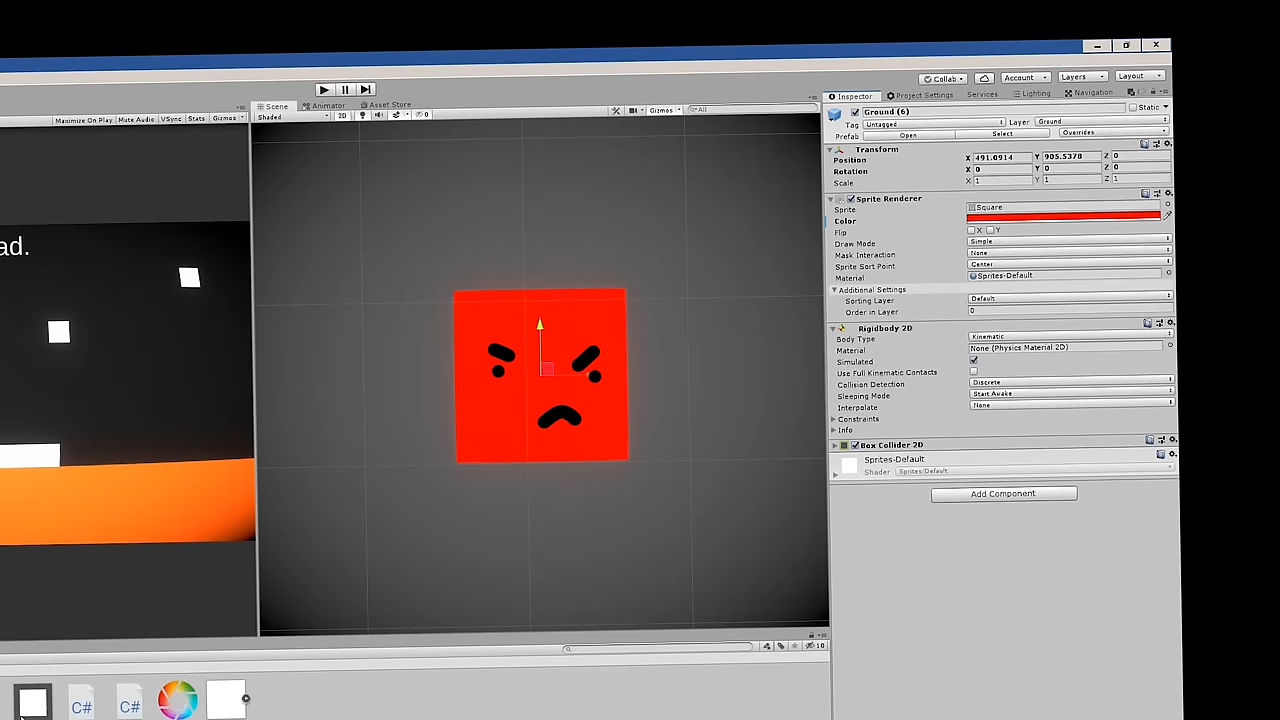 Collab
Account
Layers
Layout
Scene
Animator
Asset Store
Inspector
Project Settings
Services
Lighting
Navigation
Maximize On Play
Mute Audio
VSync
Stats
Gizmos
Shaded
2D
0
Gizmos
All
Ground (6)
Static
Tag
Untagged
Layer
Ground
Prefab
Open
Select
Overrides
Transform
Position
X
491.0914
Y
905.5378
Z
0
Rotation
X
0
Y
0
Z
0
Scale
X
1
Y
1
Z
1
Sprite Renderer
Sprite
Square
Color
Flip
X
Y
Draw Mode
Simple
Mask Interaction
None
Sprite Sort Point
Center
Material
Sprites-Default
Additional Settings
Sorting Layer
Default
Order in Layer
0
Rigidbody 2D
Body Type
Kinematic
Material
None (Physics Material 2D)
Simulated
Use Full Kinematic Contacts
Collision Detection
Discrete
Sleeping Mode
Start Awake
Interpolate
None
Constraints
Info
Box Collider 2D
Sprites-Default
Shader
Sprites/Default
Add Component
ad.
10
C#
C#